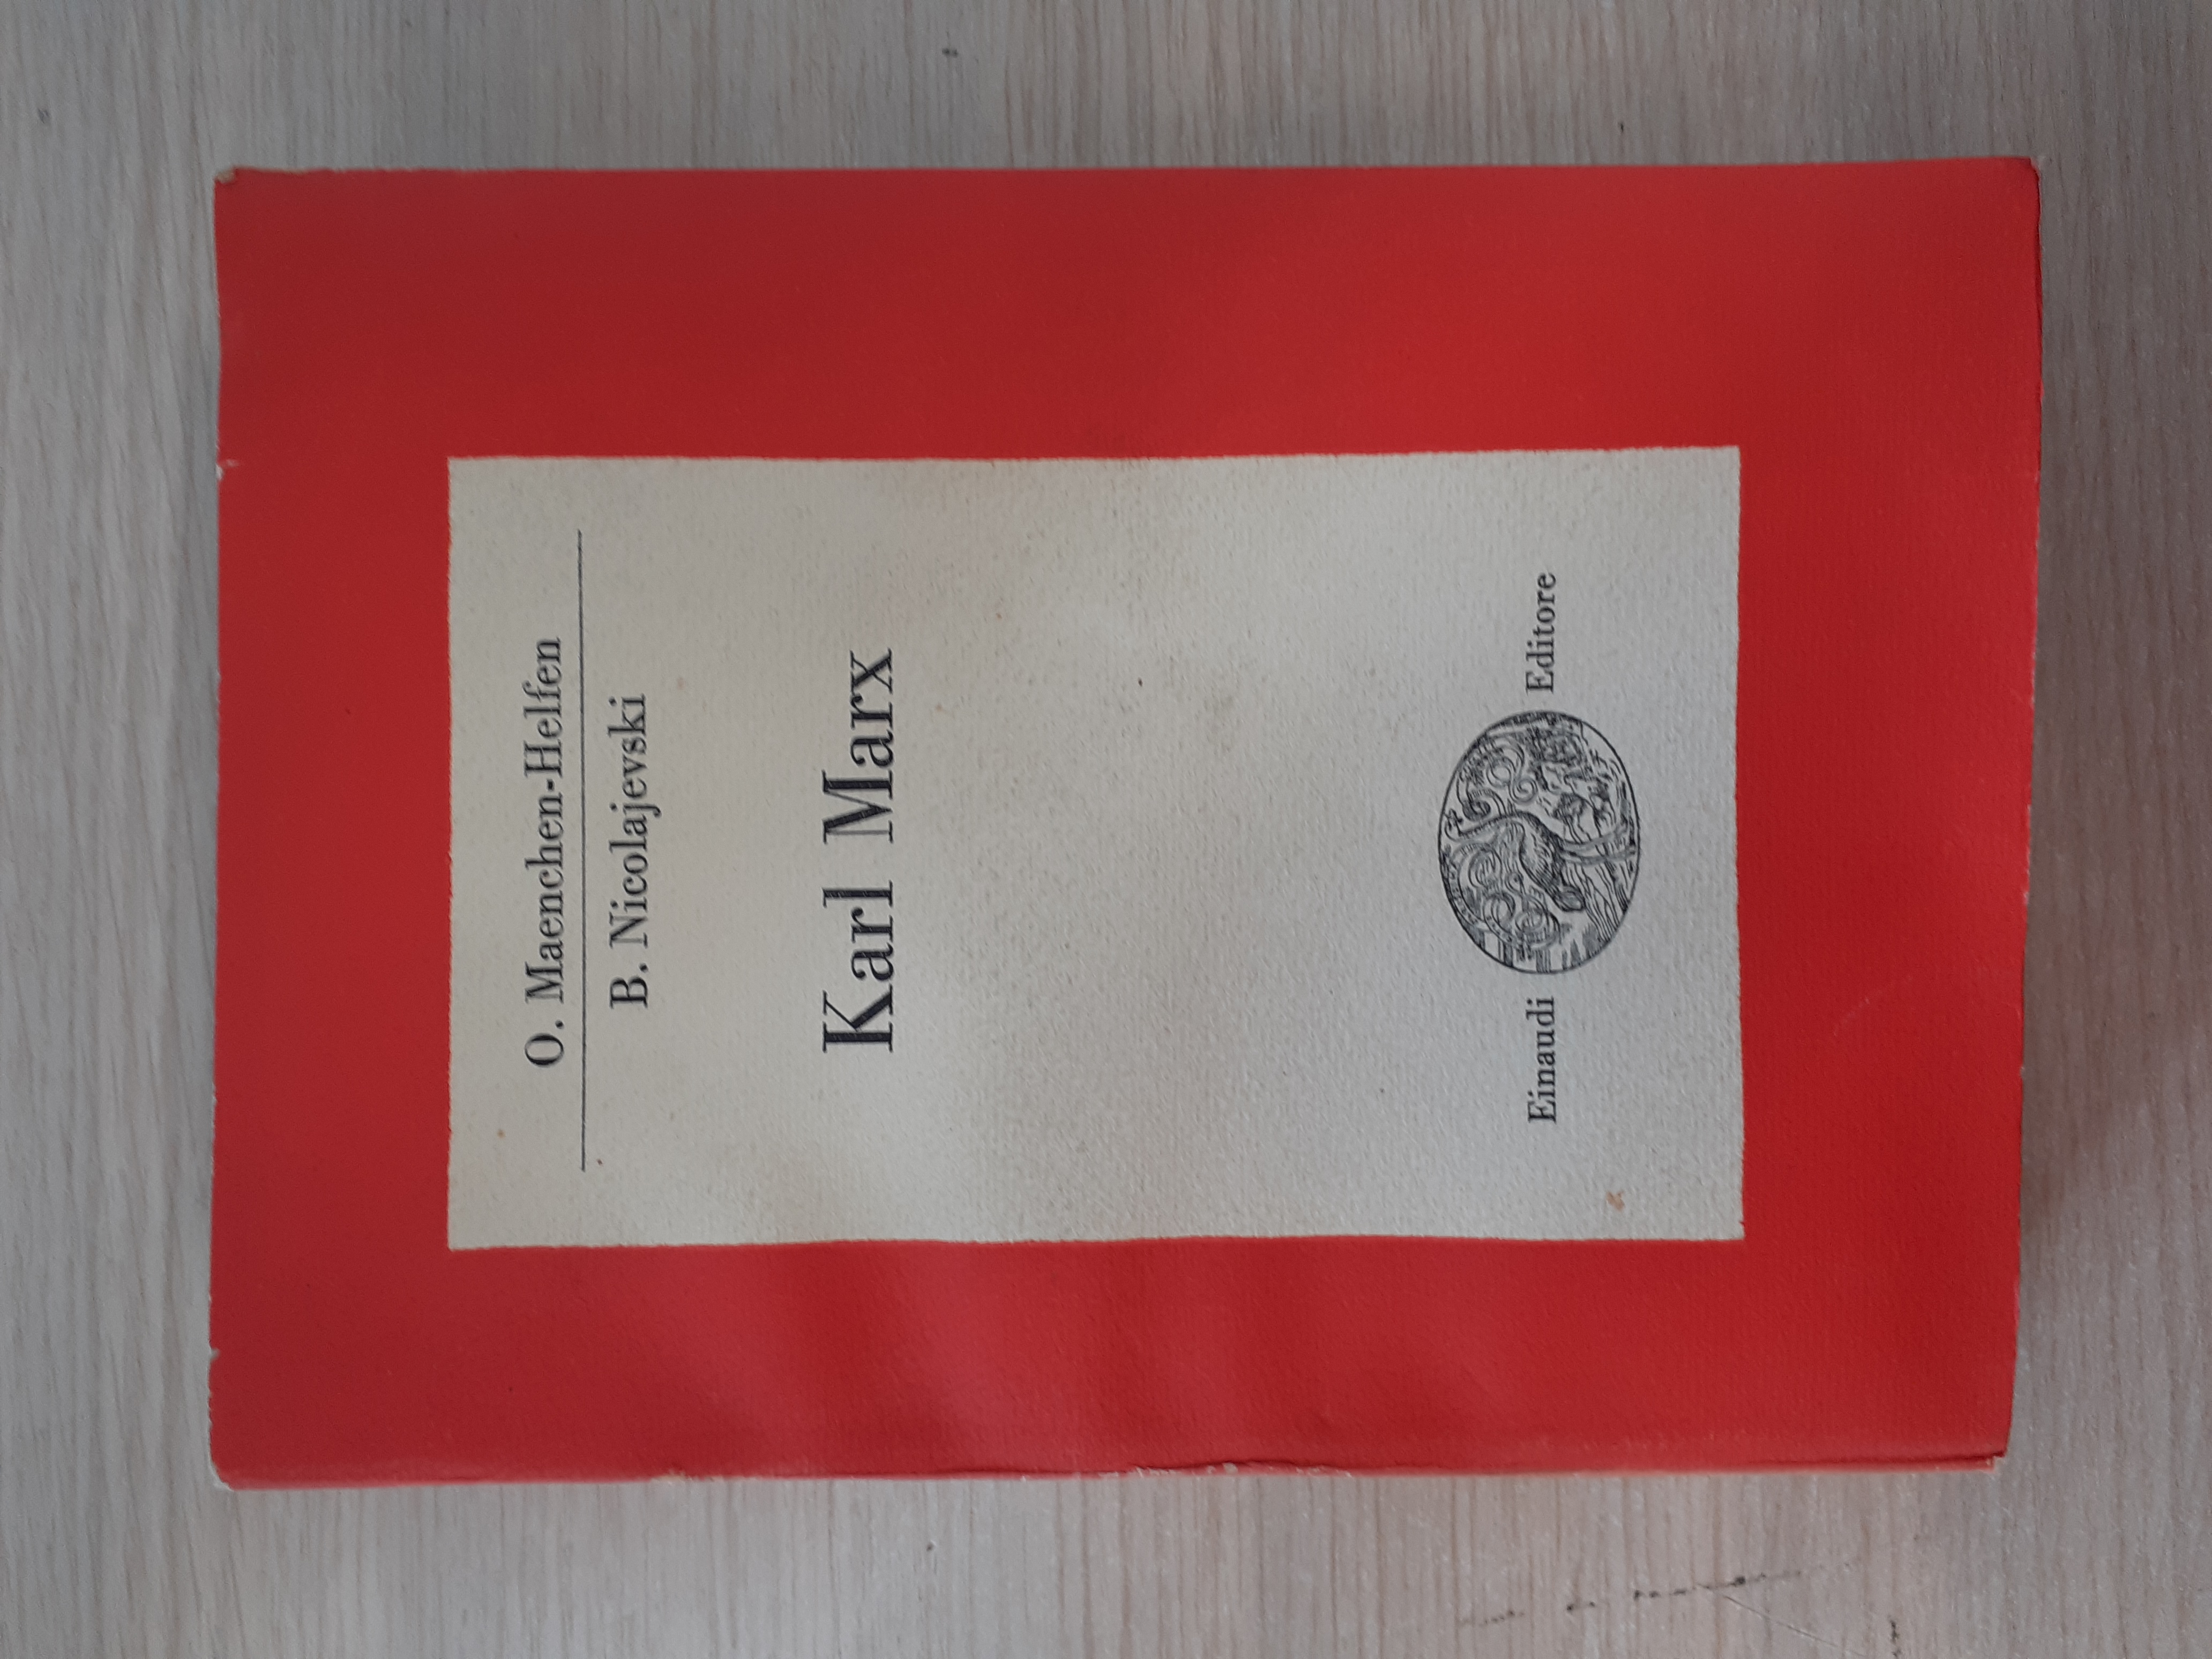 O. Maenchen-Helfen
B. Nicolajevski
Karl Marx
Einaudi Editore